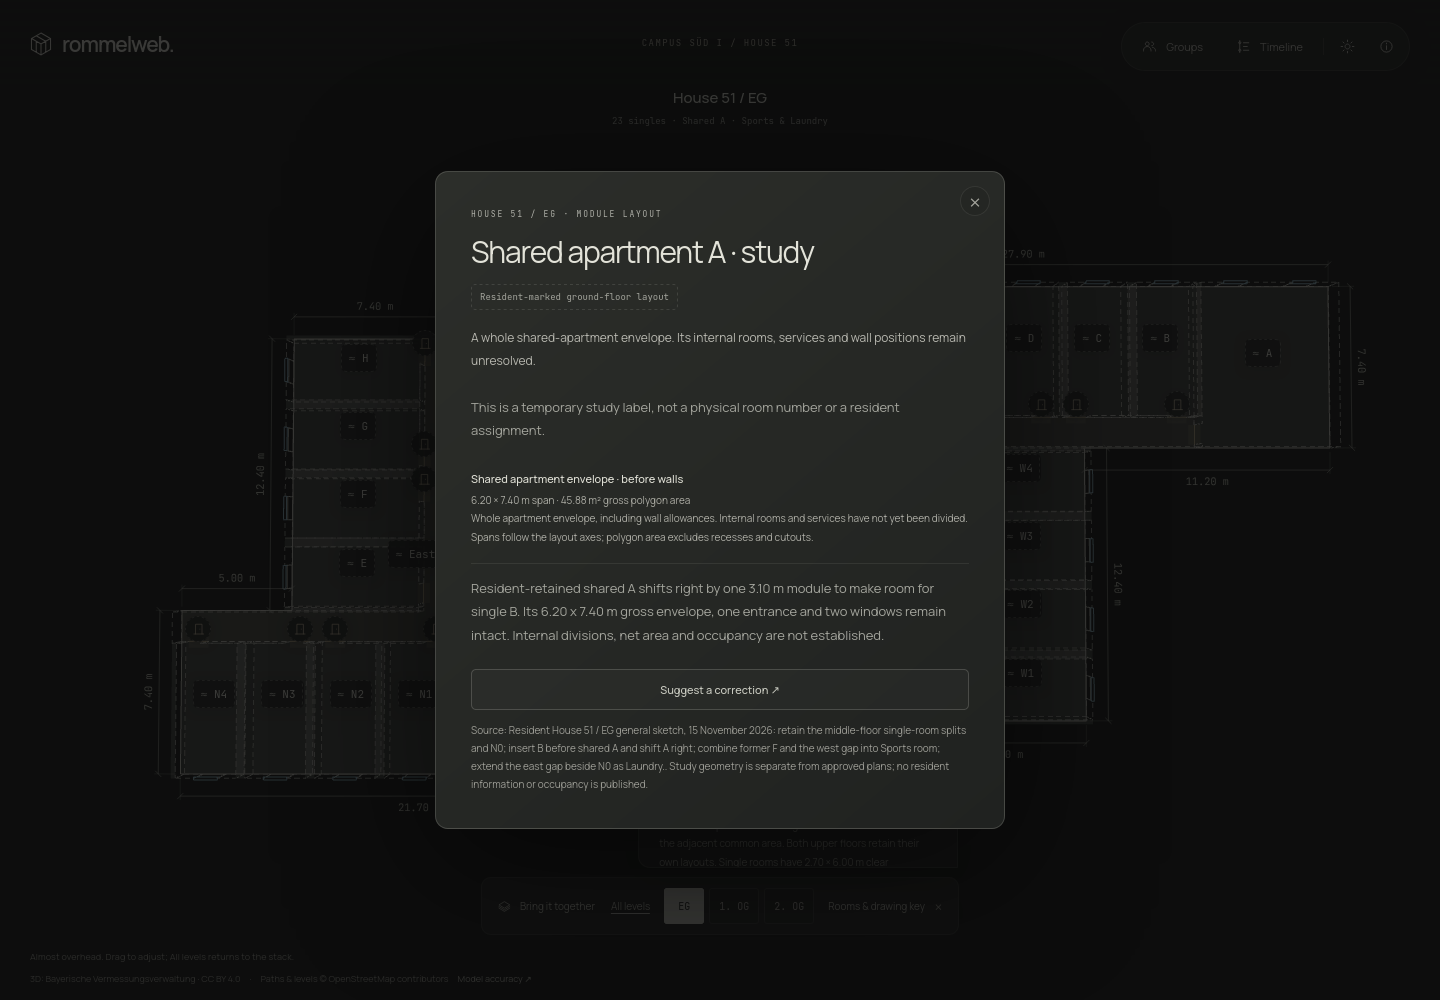 rommelweb.
CAMPUS SÜD I / HOUSE 51
Groups
Timeline
House 51 / EG
23 singles · Shared A · Sports & Laundry
HOUSE 51 / EG · MODULE LAYOUT
Shared apartment A · study
Resident-marked ground-floor layout
A whole shared-apartment envelope. Its internal rooms, services and wall positions remain
unresolved.
This is a temporary study label, not a physical room number or a resident
assignment.
Shared apartment envelope · before walls
6.20 × 7.40 m span · 45.88 m² gross polygon area
Whole apartment envelope, including wall allowances. Internal rooms and services have not yet been divided.
Spans follow the layout axes; polygon area excludes recesses and cutouts.
Resident-retained shared A shifts right by one 3.10 m module to make room for
single B. Its 6.20 x 7.40 m gross envelope, one entrance and two windows remain
intact. Internal divisions, net area and occupancy are not established.
Suggest a correction ↗
Source: Resident House 51 / EG general sketch, 15 November 2026: retain the middle-floor single-room splits
and N0; insert B before shared A and shift A right; combine former F and the west gap into Sports room;
extend the east gap beside N0 as Laundry.. Study geometry is separate from approved plans; no resident
information or occupancy is published.
7.40 m
≈ H
≈ G
12.40 m
≈ F
≈ East
≈ E
5.00 m
7.40 m
≈ N4
≈ N3
≈ N2
≈ N1
21.70
7.90 m
≈ D
≈ C
≈ B
≈ A
7.40 m
≈ W4
11.20 m
≈ W3
12.40 m
≈ W2
≈ W1
0 m
the adjacent common area. Both upper floors retain their
own layouts. Single rooms have 2.70 × 6.00 m clear
Bring it together
All levels
EG
1. OG
2. OG
Rooms & drawing key
×
Almost overhead. Drag to adjust. All levels returns to the stack.
3D: Bayerische Vermessungsverwaltung · CC BY 4.0
Paths & levels © OpenStreetMap contributors
Model accuracy ↗